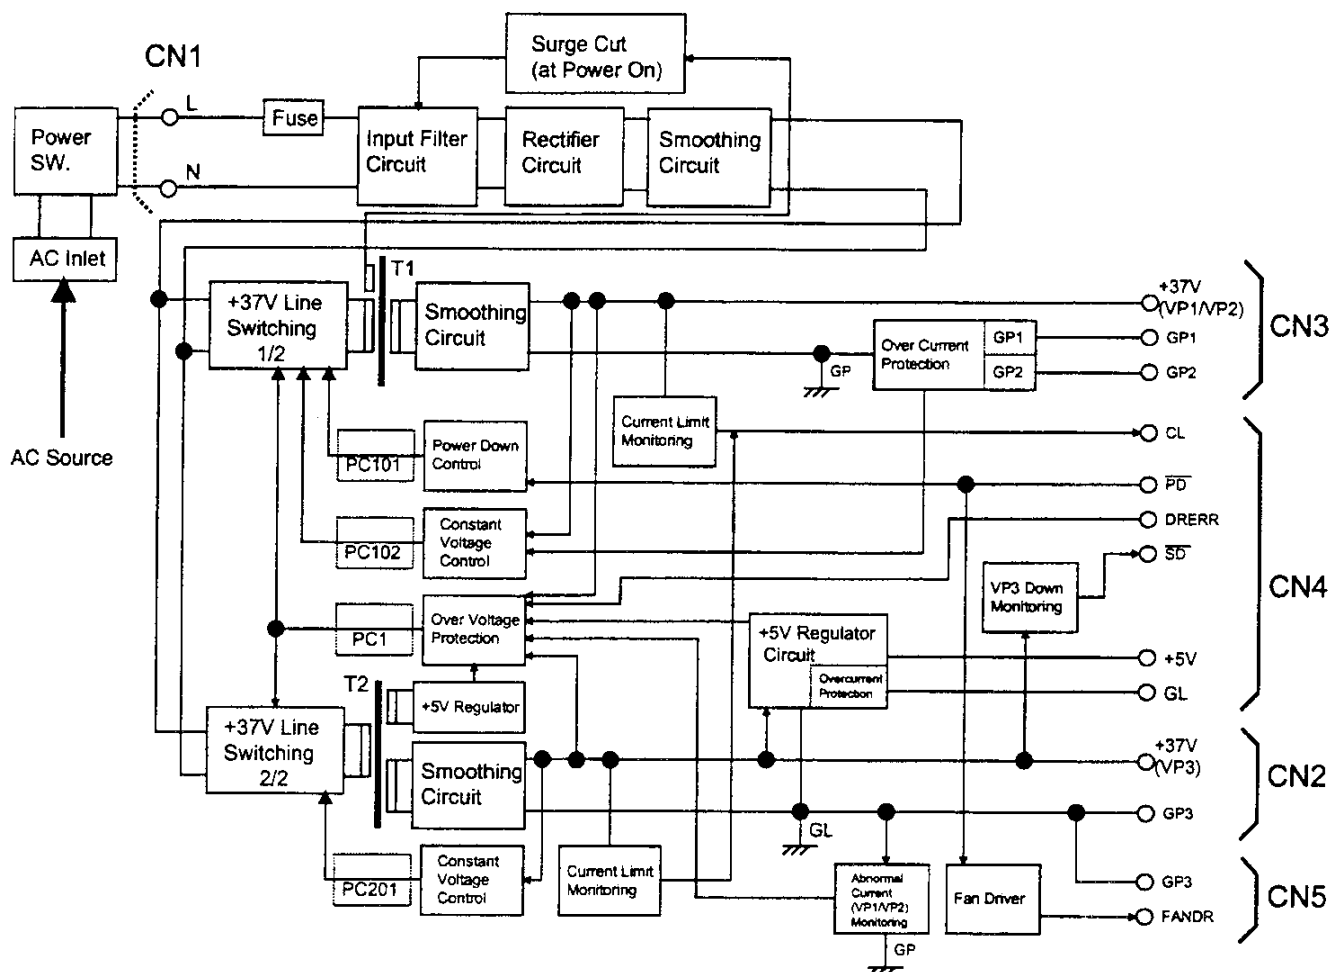 CN1
Surge Cut
(at Power On)
L
Fuse
Power
SW.
N
Input Filter
Circuit
Rectifier
Circuit
Smoothing
Circuit
AC Inlet
AC Source
T1
+37V Line
Switching
1/2
Smoothing
Circuit
+37V
(VP1/VP2)
GP1
GP2
CN3
Over Current
Protection
GP1
GP2
GP
Current Limit
Monitoring
CL
PC101
Power Down
Control
PD
DRERR
SD
PC102
Constant
Voltage
Control
VP3 Down
Monitoring
CN4
PC1
Over Voltage
Protection
+5V Regulator
Circuit
Overcurrent
Protection
+5V
GL
T2
+5V Regulator
+37V Line
Switching
2/2
Smoothing
Circuit
+37V
(VP3)
GP3
CN2
GL
PC201
Constant
Voltage
Control
Current Limit
Monitoring
Abnormal
Current
(VP1/VP2)
Monitoring
GP
Fan Driver
GP3
FANDR
CN5